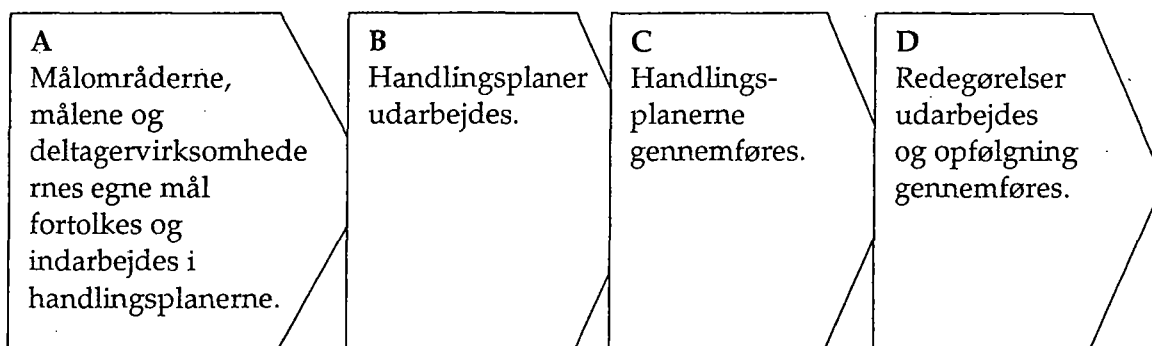 A
Målområderne,
målene og
deltagervirksomhede
rnes egne mål
fortolkes og
indarbejdes i
handlingsplanerne.
B
Handlingsplaner
udarbejdes.
C
Handlings-
planerne
gennemføres.
D
Redegørelser
udarbejdes
og opfølgning
gennemføres.